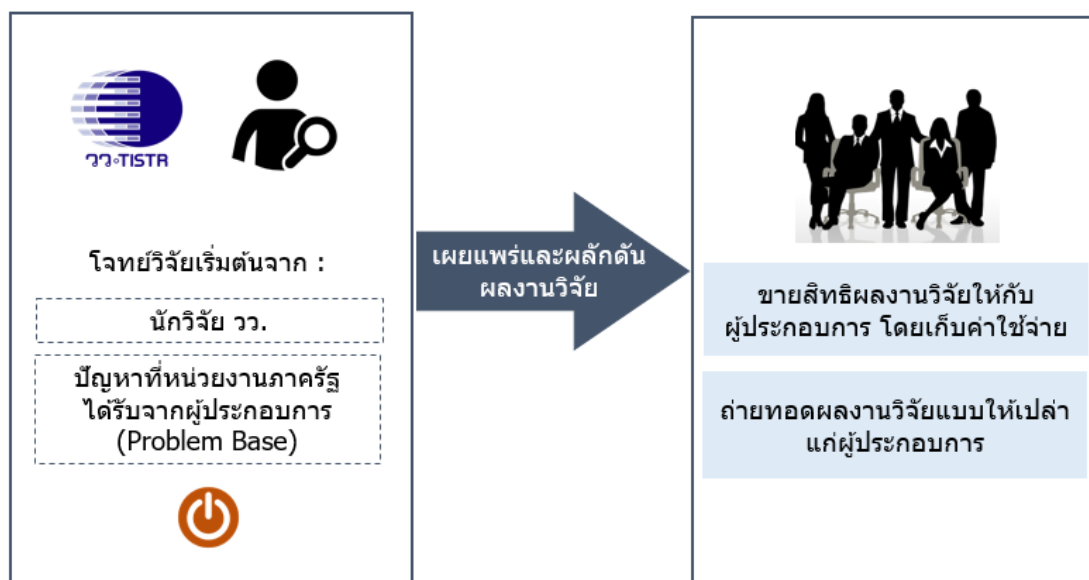 วว•TISTR
โจทย์วิจัยเริ่มต้นจาก :
นักวิจัย วว.
ปัญหาที่หน่วยงานภาครัฐ
ได้รับจากผู้ประกอบการ
(Problem Base)
เผยแพร่และผลักดัน
ผลงานวิจัย
ขายสิทธิผลงานวิจัยให้กับ
ผู้ประกอบการ โดยเก็บค่าใช้จ่าย
ถ่ายทอดผลงานวิจัยแบบให้เปล่า
แก่ผู้ประกอบการ